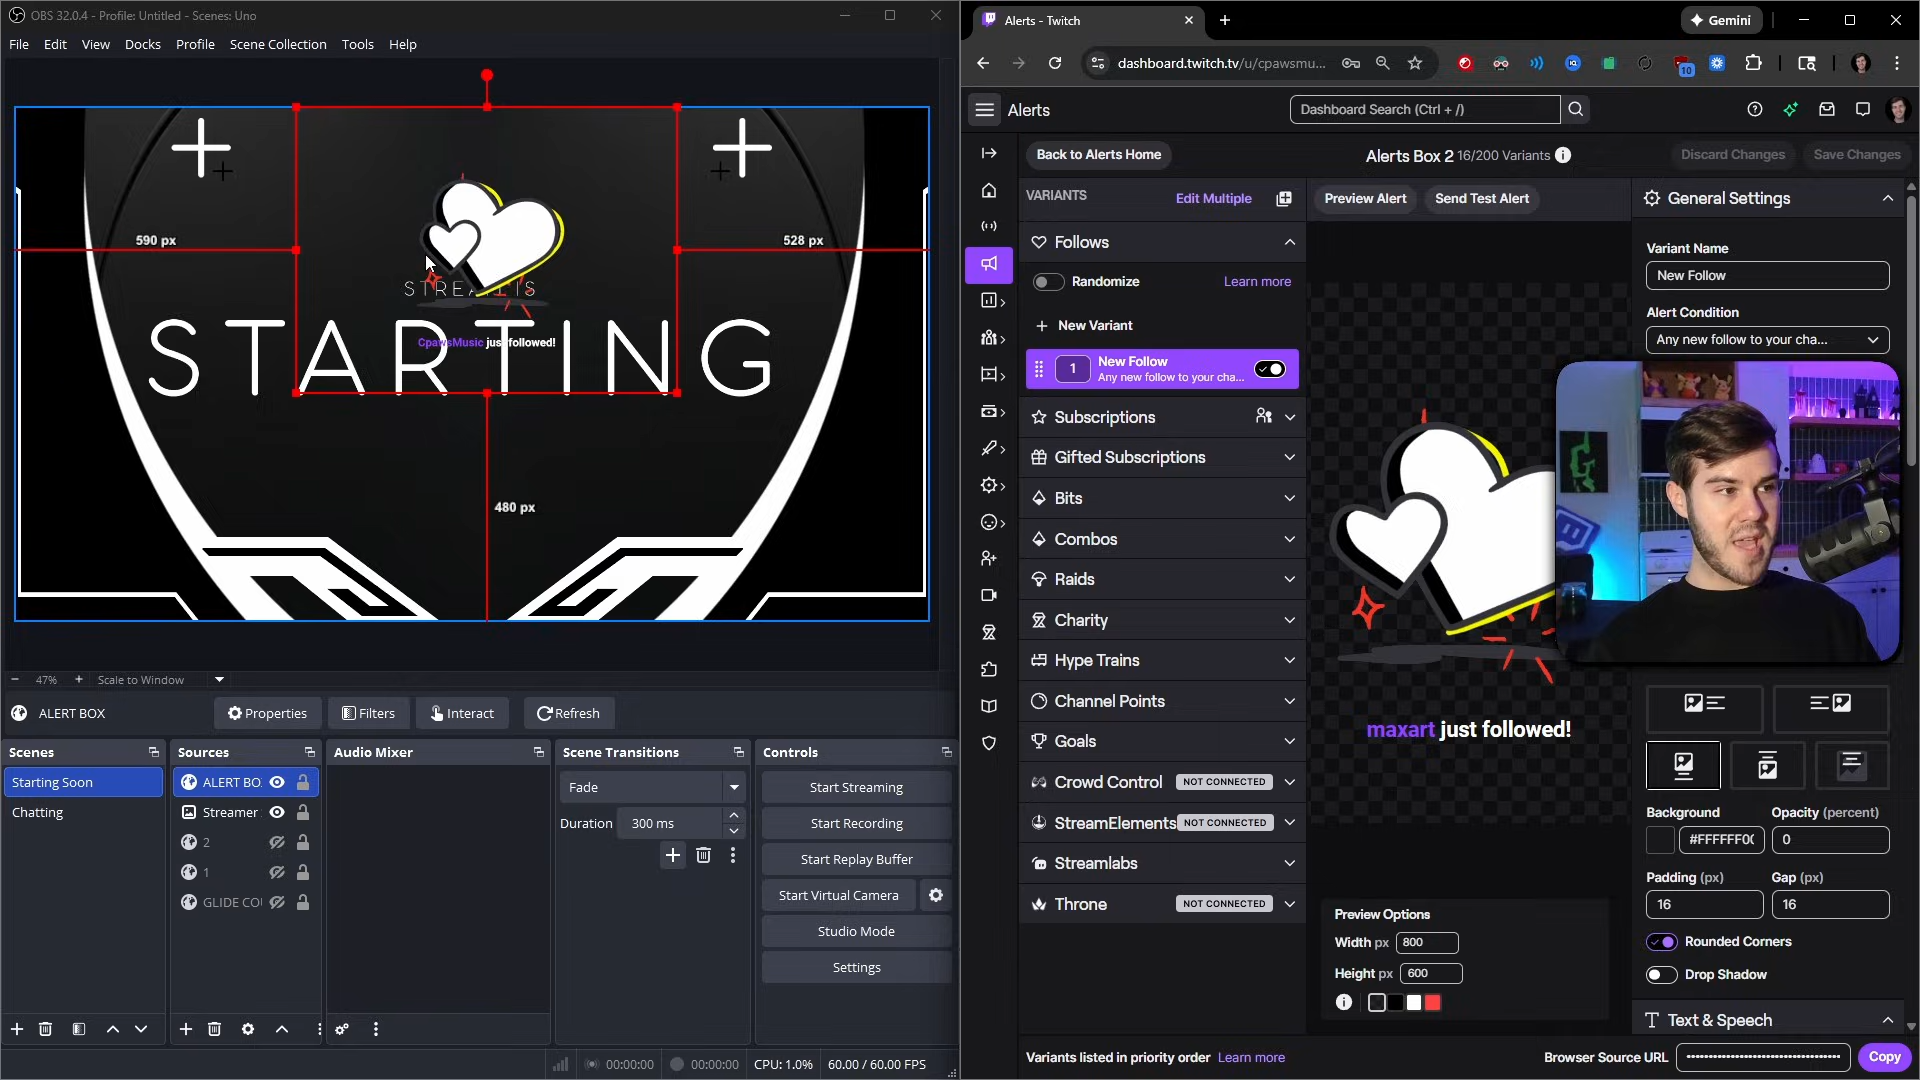 OBS 32.0.4 - Profile: Untitled - Scenes: Uno
File Edit View Docks Profile Scene Collection Tools Help
590 px
528 px
STARTING
CpawsMusic just followed!
480 px
47% Scale to Window
ALERT BOX Properties Filters Interact Refresh
Scenes
Starting Soon
Chatting
Sources
ALERT BO
Streamer
2
1
GLIDE COU
Audio Mixer
Scene Transitions
Fade
Duration 300 ms
Controls
Start Streaming
Start Recording
Start Replay Buffer
Start Virtual Camera
Studio Mode
Settings
00:00:00 00:00:00 CPU: 1.0% 60.00 / 60.00 FPS
Alerts - Twitch
Gemini
dashboard.twitch.tv/u/cpawsmu...
10
Alerts
Dashboard Search (Ctrl + /)
Back to Alerts Home
Alerts Box 2 16/200 Variants
Discard Changes Save Changes
VARIANTS Edit Multiple
Follows
Randomize Learn more
New Variant
1 New Follow
Any new follow to your cha...
Subscriptions
Gifted Subscriptions
Bits
Combos
Raids
Charity
Hype Trains
Channel Points
Goals
Crowd Control NOT CONNECTED
StreamElements NOT CONNECTED
Streamlabs
Throne NOT CONNECTED
Variants listed in priority order Learn more
Preview Alert Send Test Alert
maxart just followed!
Preview Options
Width px 800
Height px 600
General Settings
Variant Name
New Follow
Alert Condition
Any new follow to your cha...
Background Opacity (percent)
#FFFFFF0( 0
Padding (px) Gap (px)
16 16
Rounded Corners
Drop Shadow
Text & Speech
Browser Source URL Copy